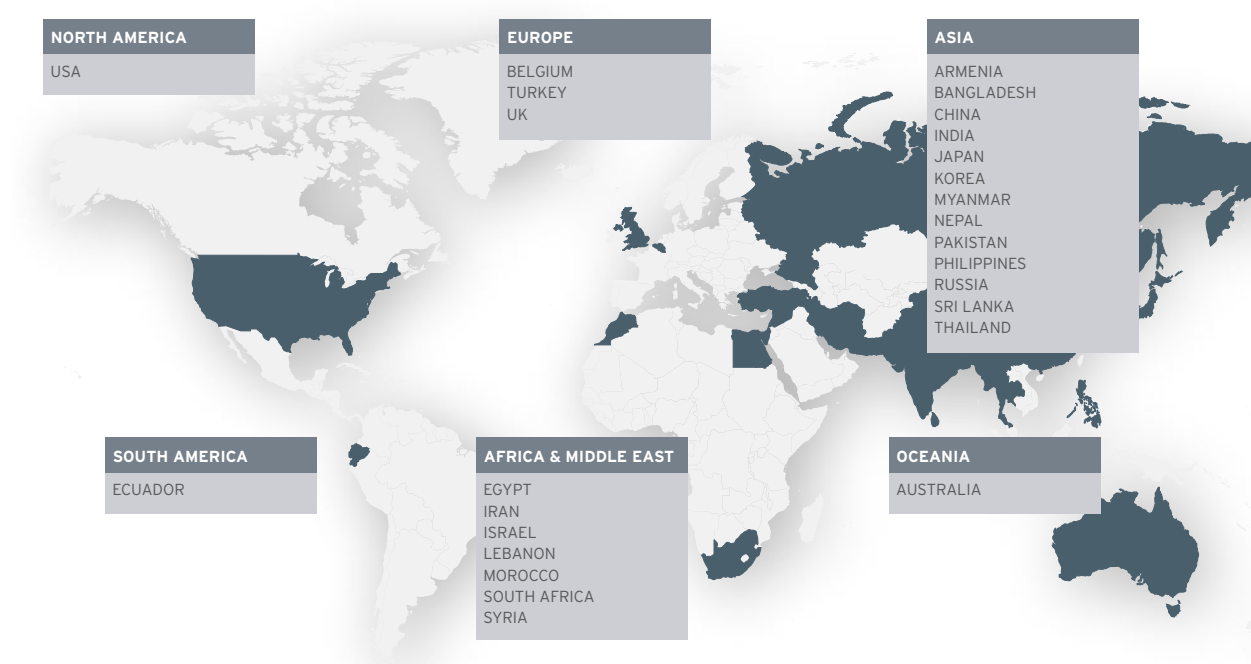 NORTH AMERICA
USA
EUROPE
BELGIUM
TURKEY
UK
ASIA
ARMENIA
BANGLADESH
CHINA
INDIA
JAPAN
KOREA
MYANMAR
NEPAL
PAKISTAN
PHILIPPINES
RUSSIA
SRI LANKA
THAILAND
SOUTH AMERICA
ECUADOR
AFRICA & MIDDLE EAST
EGYPT
IRAN
ISRAEL
LEBANON
MOROCCO
SOUTH AFRICA
SYRIA
OCEANIA
AUSTRALIA